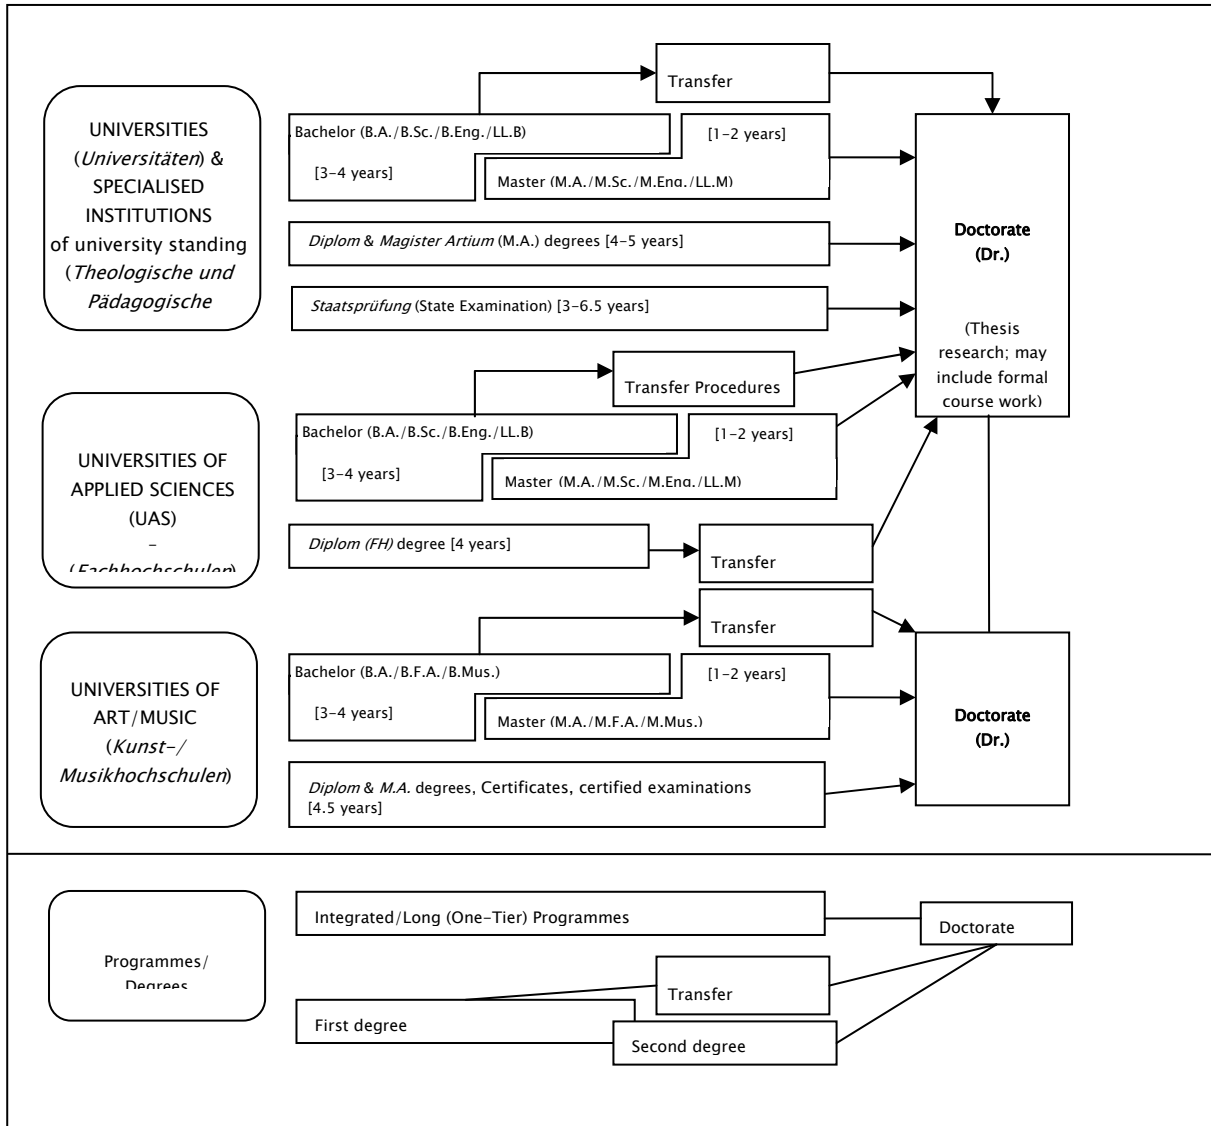 Transfer
UNIVERSITIES
(Universitäten) &
SPECIALISED
INSTITUTIONS
of university standing
(Theologische und
Pädagogische
Bachelor (B.A./B.Sc./B.Eng./LL.B)
[3-4 years]
[1-2 years]
Master (M.A./M.Sc./M.Eng./LL.M)
Diplom & Magister Artium (M.A.) degrees [4-5 years]
Staatsprüfung (State Examination) [3-6.5 years]
Doctorate
(Dr.)
(Thesis
research; may
include formal
course work)
Transfer Procedures
UNIVERSITIES OF
APPLIED SCIENCES
(UAS)
-
(Fachhochschulen)
Bachelor (B.A./B.Sc./B.Eng./LL.B)
[3-4 years]
[1-2 years]
Master (M.A./M.Sc./M.Eng./LL.M)
Diplom (FH) degree [4 years]
Transfer
Transfer
UNIVERSITIES OF
ART/MUSIC
(Kunst-/
Musikhochschulen)
Bachelor (B.A./B.F.A./B.Mus.)
[3-4 years]
[1-2 years]
Master (M.A./M.F.A./M.Mus.)
Diplom & M.A. degrees, Certificates, certified examinations
[4.5 years]
Doctorate
(Dr.)
Programmes/
Degrees
Integrated/Long (One-Tier) Programmes
Doctorate
Transfer
First degree
Second degree